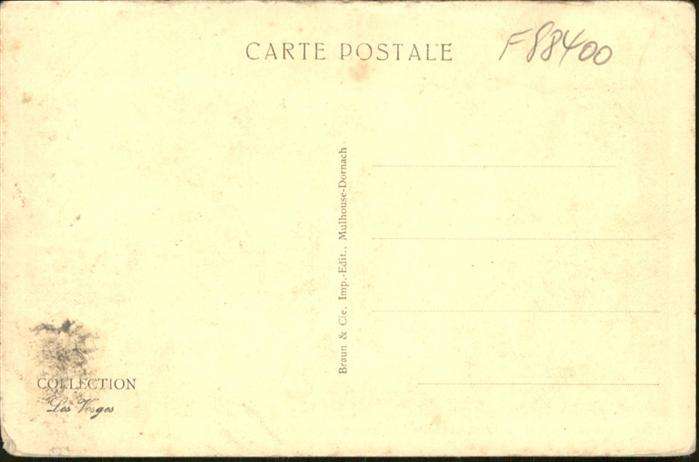 CARTE POSTALE
F88400
Braun & Cie, Imp.-Edit., Mulhouse-Dornach
COLLECTION
Les Vosges